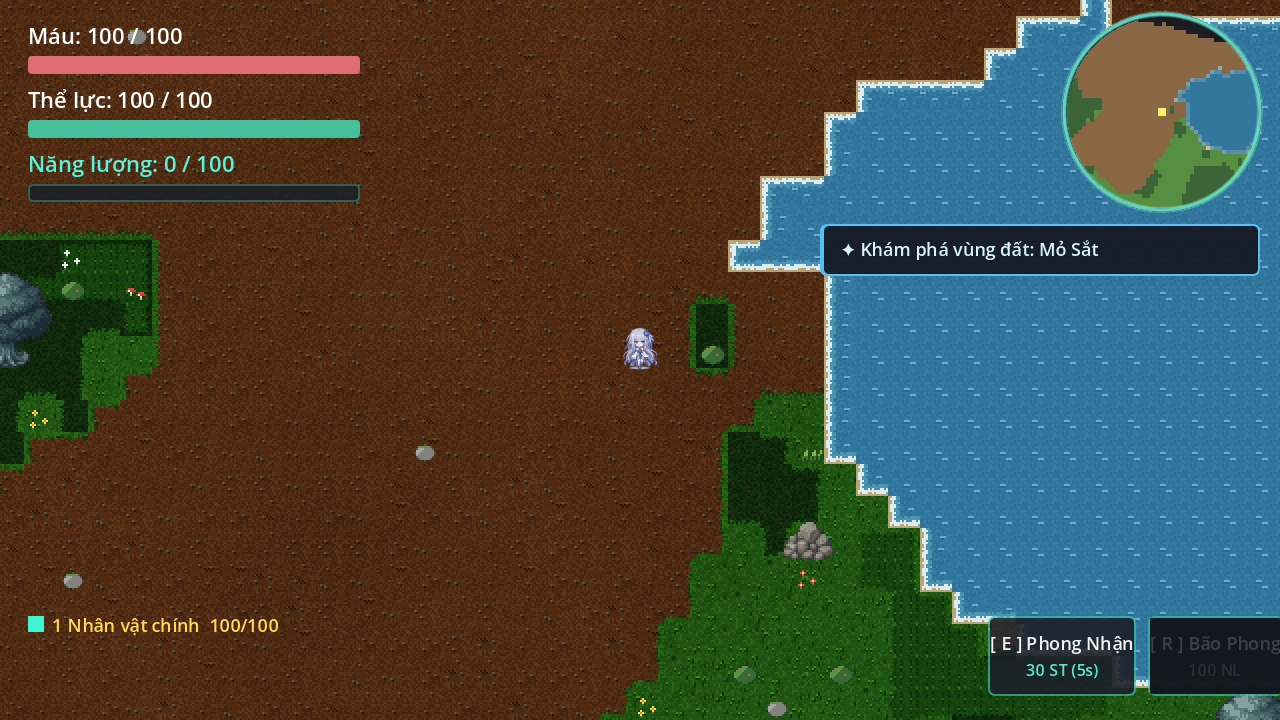 Máu: 100 / 100
Thể lực: 100 / 100
Năng lượng: 0 / 100
✦ Khám phá vùng đất: Mỏ Sắt
1 Nhân vật chính 100/100
[ E ] Phong Nhận
30 ST (5s)
[ R ] Bão Phong
100 NL